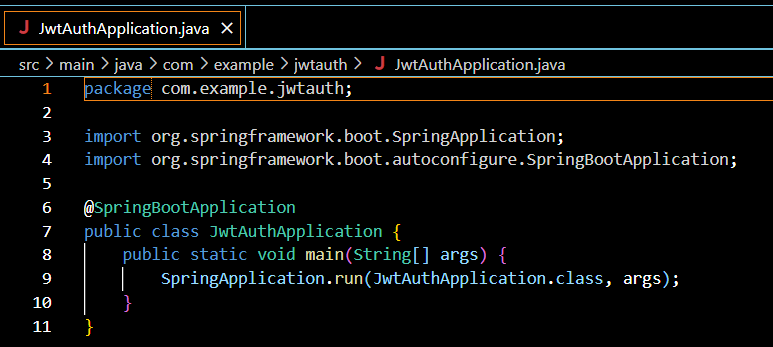 J JwtAuthApplication.java ×
src > main > java > com > example > jwtauth > J JwtAuthApplication.java
1 package com.example.jwtauth;
2
3 import org.springframework.boot.SpringApplication;
4 import org.springframework.boot.autoconfigure.SpringBootApplication;
5
6 @SpringBootApplication
7 public class JwtAuthApplication {
8     public static void main(String[] args) {
9         SpringApplication.run(JwtAuthApplication.class, args);
10     }
11 }